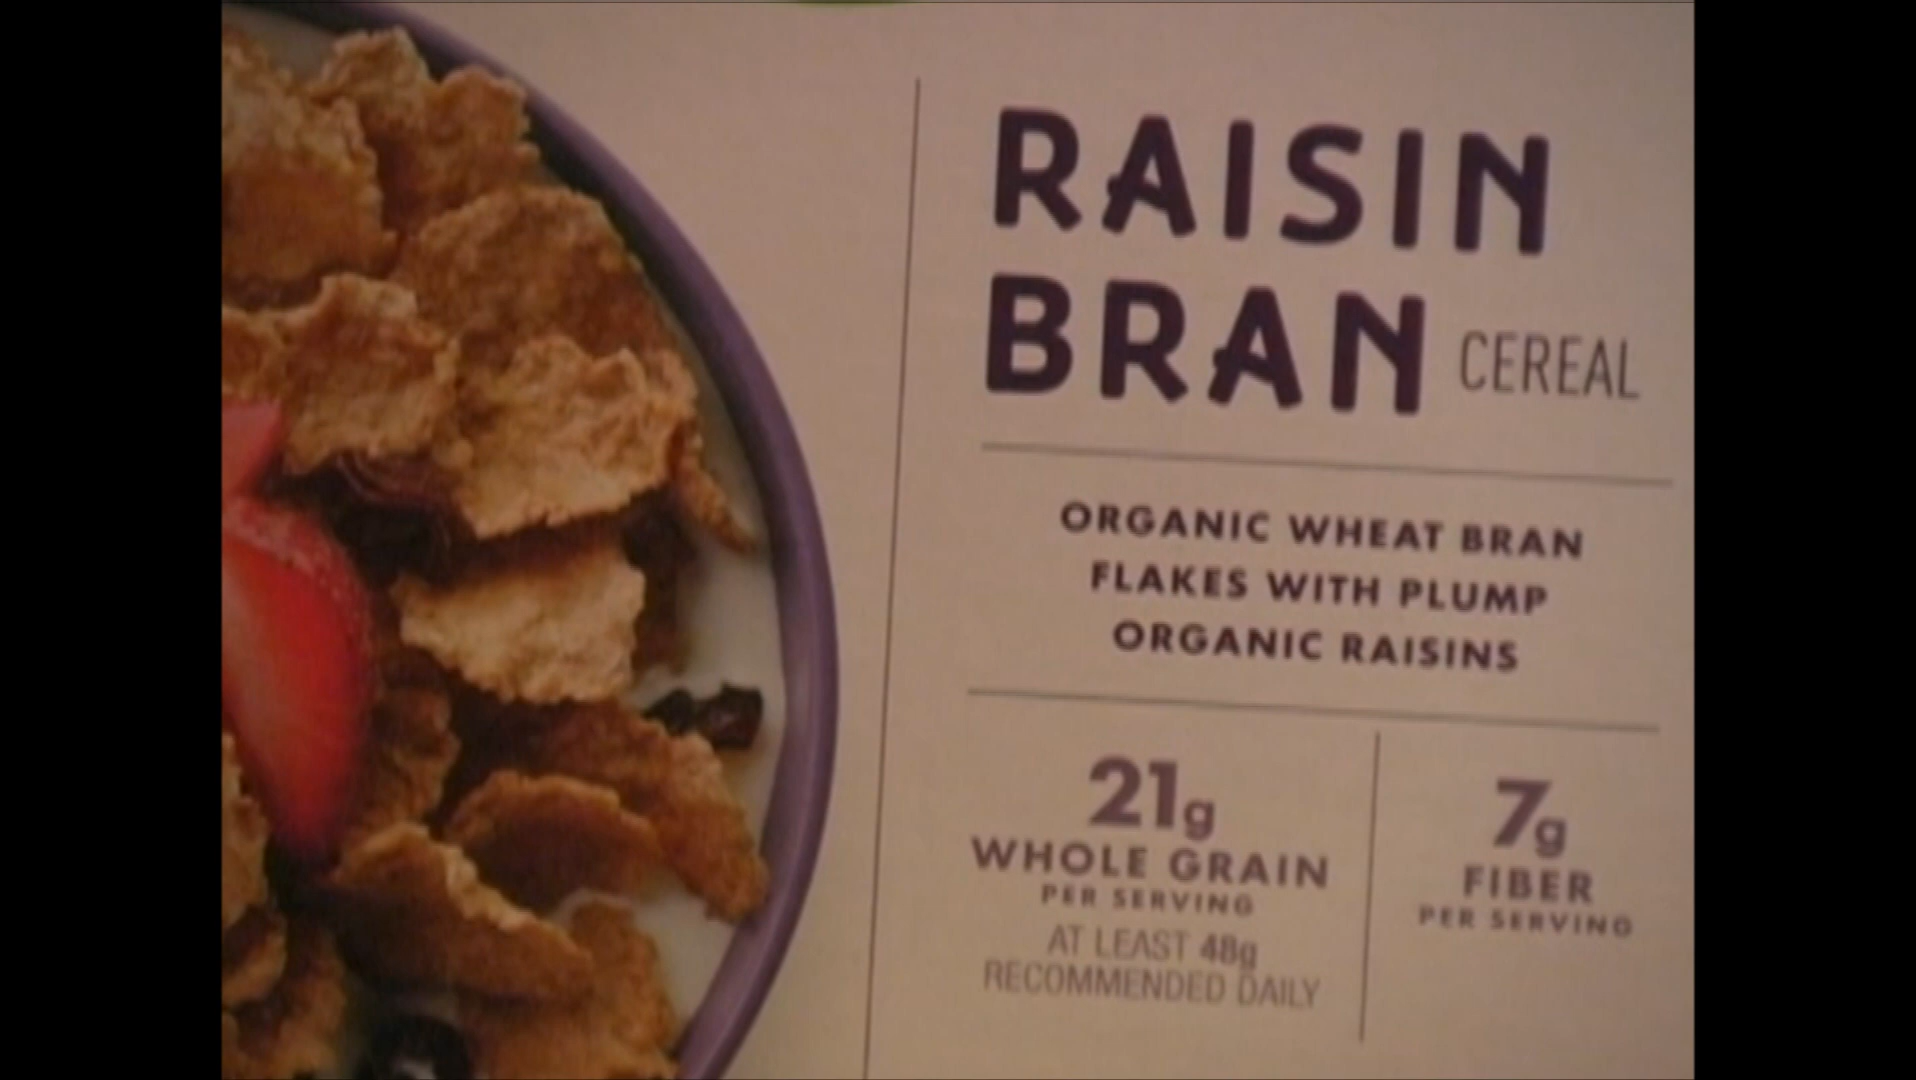 RAISIN
BRAN CEREAL
ORGANIC WHEAT BRAN
FLAKES WITH PLUMP
ORGANIC RAISINS
21g
WHOLE GRAIN
PER SERVING
AT LEAST 48g
RECOMMENDED DAILY
7g
FIBER
PER SERVING